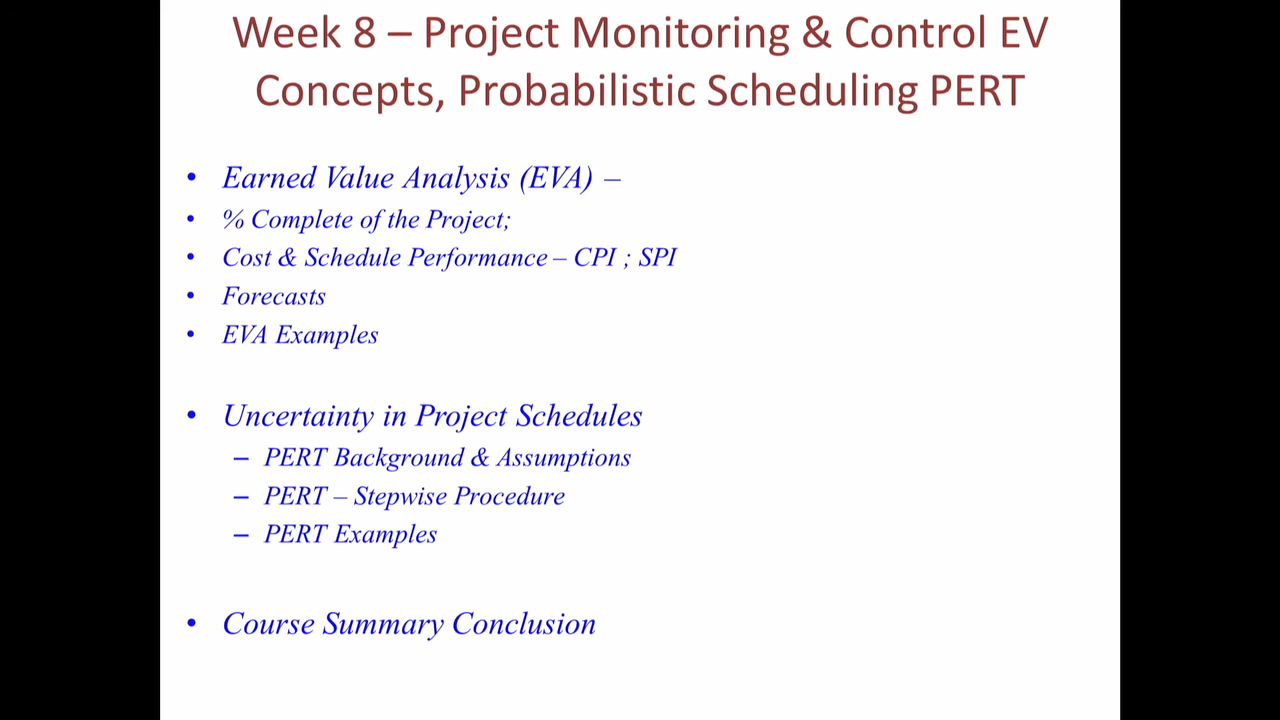 Week 8 – Project Monitoring & Control EV
Concepts, Probabilistic Scheduling PERT
• Earned Value Analysis (EVA) –
• % Complete of the Project;
• Cost & Schedule Performance – CPI ; SPI
• Forecasts
• EVA Examples
• Uncertainty in Project Schedules
– PERT Background & Assumptions
– PERT – Stepwise Procedure
– PERT Examples
• Course Summary Conclusion